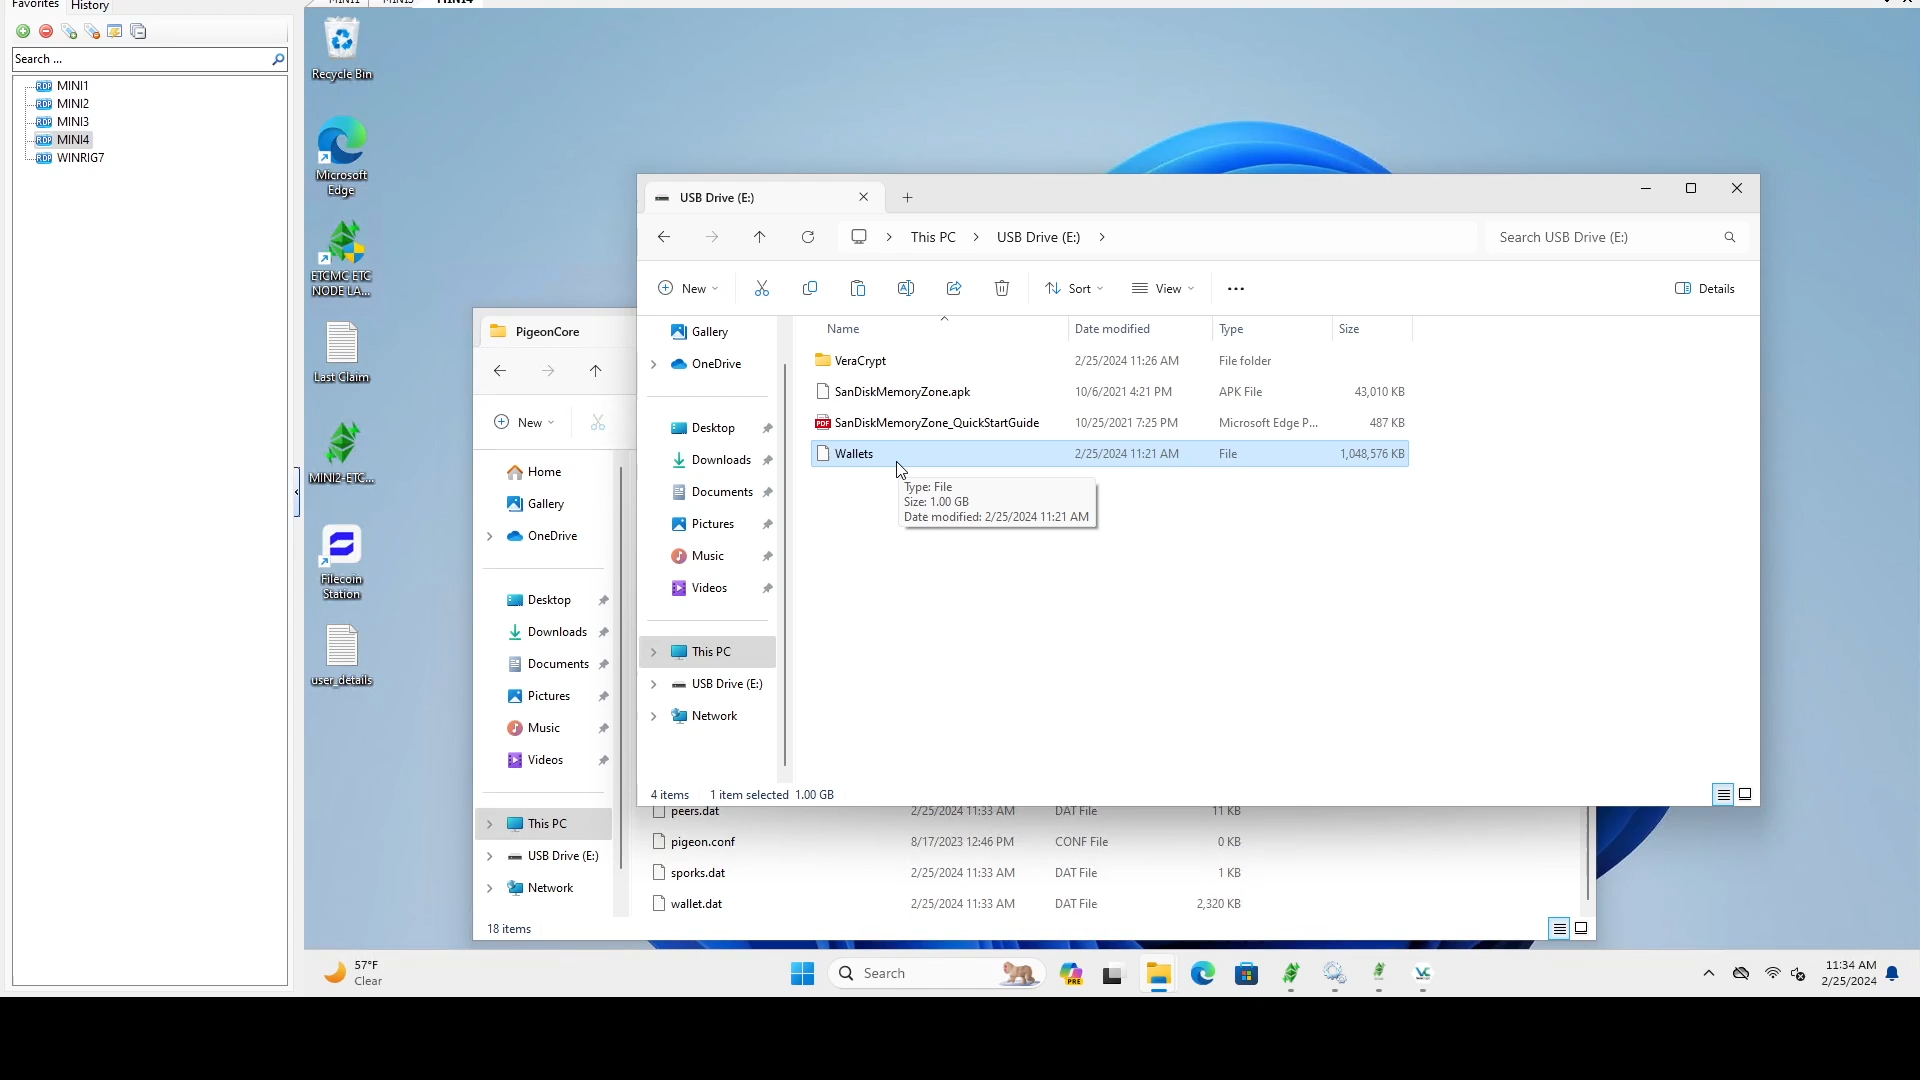 Favorites History
MINI4
Search ...
MINI1
MINI2
MINI3
MINI4
WINRIG7
Recycle Bin
Microsoft
Edge
ETCMC ETC
NODE LA...
Last Claim
MINI2-ETC...
Filecoin
Station
user_details
USB Drive (E:)
This PC
USB Drive (E:)
Search USB Drive (E:)
New
Sort
View
Details
Gallery
OneDrive
Desktop
Downloads
Documents
Pictures
Music
Videos
This PC
USB Drive (E:)
Network
Name Date modified Type Size
VeraCrypt 2/25/2024 11:26 AM File folder
SanDiskMemoryZone.apk 10/6/2021 4:21 PM APK File 43,010 KB
SanDiskMemoryZone_QuickStartGuide 10/25/2021 7:25 PM Microsoft Edge P... 487 KB
Wallets 2/25/2024 11:21 AM File 1,048,576 KB
Type: File
Size: 1.00 GB
Date modified: 2/25/2024 11:21 AM
4 items 1 item selected 1.00 GB
PigeonCore
New
Home
Gallery
OneDrive
Desktop
Downloads
Documents
Pictures
Music
Videos
This PC
USB Drive (E:)
Network
peers.dat 2/25/2024 11:33 AM DAT File 11 KB
pigeon.conf 8/17/2023 12:46 PM CONF File 0 KB
sporks.dat 2/25/2024 11:33 AM DAT File 1 KB
wallet.dat 2/25/2024 11:33 AM DAT File 2,320 KB
18 items
57°F
Clear
Search
PRE
11:34 AM
2/25/2024